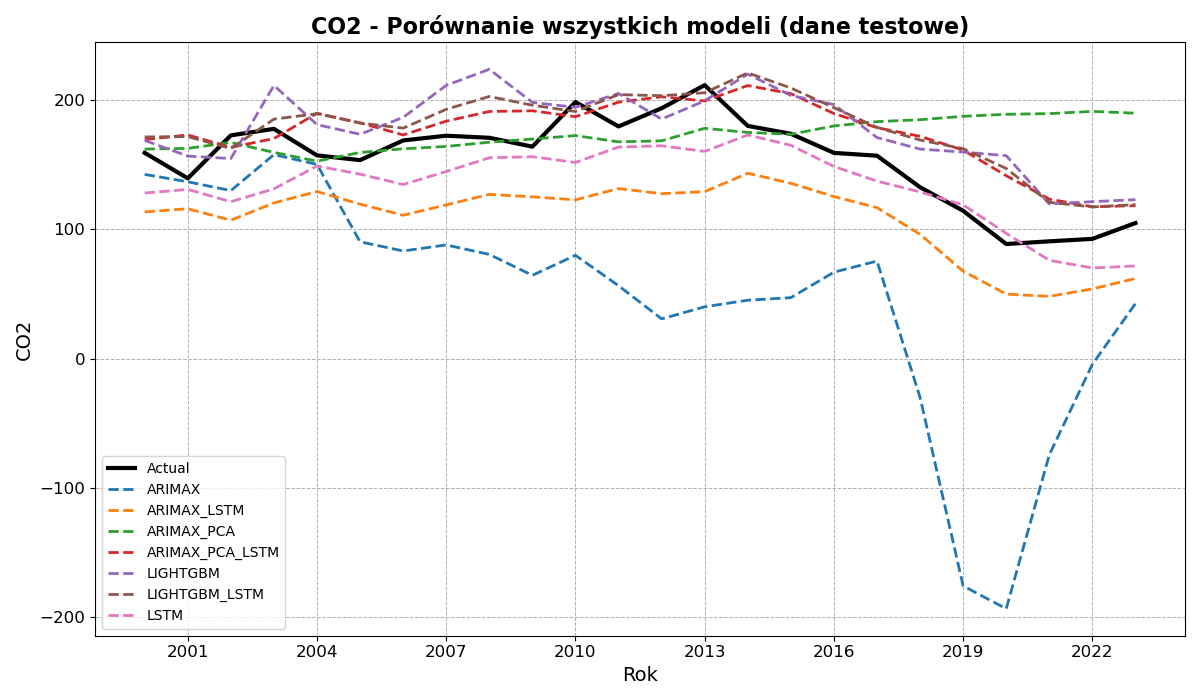 CO2 - Porównanie wszystkich modeli (dane testowe)
CO2
200
100
0
−100
−200
Actual
ARIMAX
ARIMAX_LSTM
ARIMAX_PCA
ARIMAX_PCA_LSTM
LIGHTGBM
LIGHTGBM_LSTM
LSTM
2001 2004 2007 2010 2013 2016 2019 2022
Rok